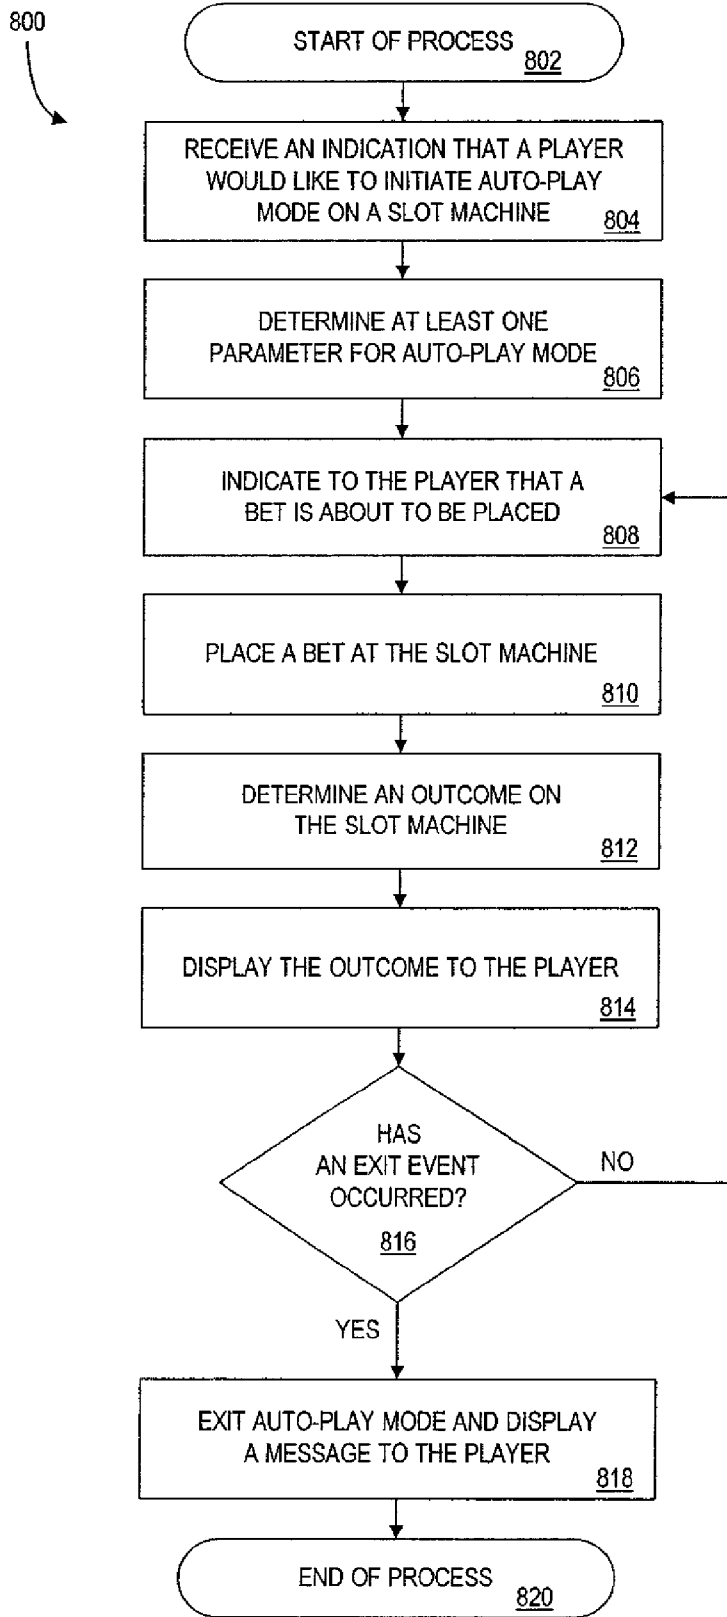 800
START OF PROCESS
802
RECEIVE AN INDICATION THAT A PLAYER
WOULD LIKE TO INITIATE AUTO-PLAY
MODE ON A SLOT MACHINE
804
DETERMINE AT LEAST ONE
PARAMETER FOR AUTO-PLAY MODE
806
INDICATE TO THE PLAYER THAT A
BET IS ABOUT TO BE PLACED
808
PLACE A BET AT THE SLOT MACHINE
810
DETERMINE AN OUTCOME ON
THE SLOT MACHINE
812
DISPLAY THE OUTCOME TO THE PLAYER
814
HAS
AN EXIT EVENT
OCCURRED?
816
NO
YES
EXIT AUTO-PLAY MODE AND DISPLAY
A MESSAGE TO THE PLAYER
818
END OF PROCESS
820